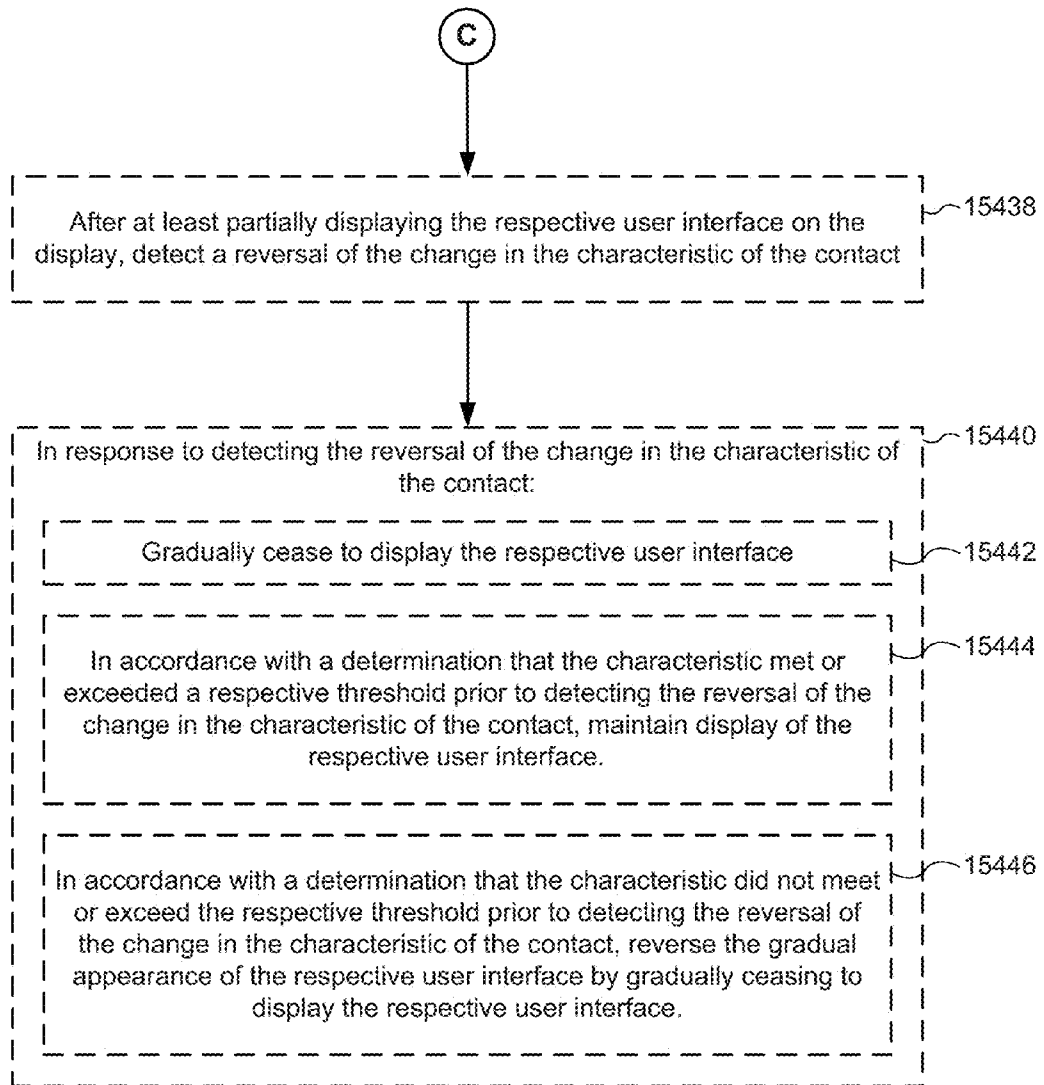 C
After at least partially displaying the respective user interface on the
display, detect a reversal of the change in the characteristic of the contact
15438
In response to detecting the reversal of the change in the characteristic of
the contact:
15440
Gradually cease to display the respective user interface
15442
In accordance with a determination that the characteristic met or
exceeded a respective threshold prior to detecting the reversal of the
change in the characteristic of the contact, maintain display of the
respective user interface.
15444
In accordance with a determination that the characteristic did not meet
or exceed the respective threshold prior to detecting the reversal of
the change in the characteristic of the contact, reverse the gradual
appearance of the respective user interface by gradually ceasing to
display the respective user interface.
15446